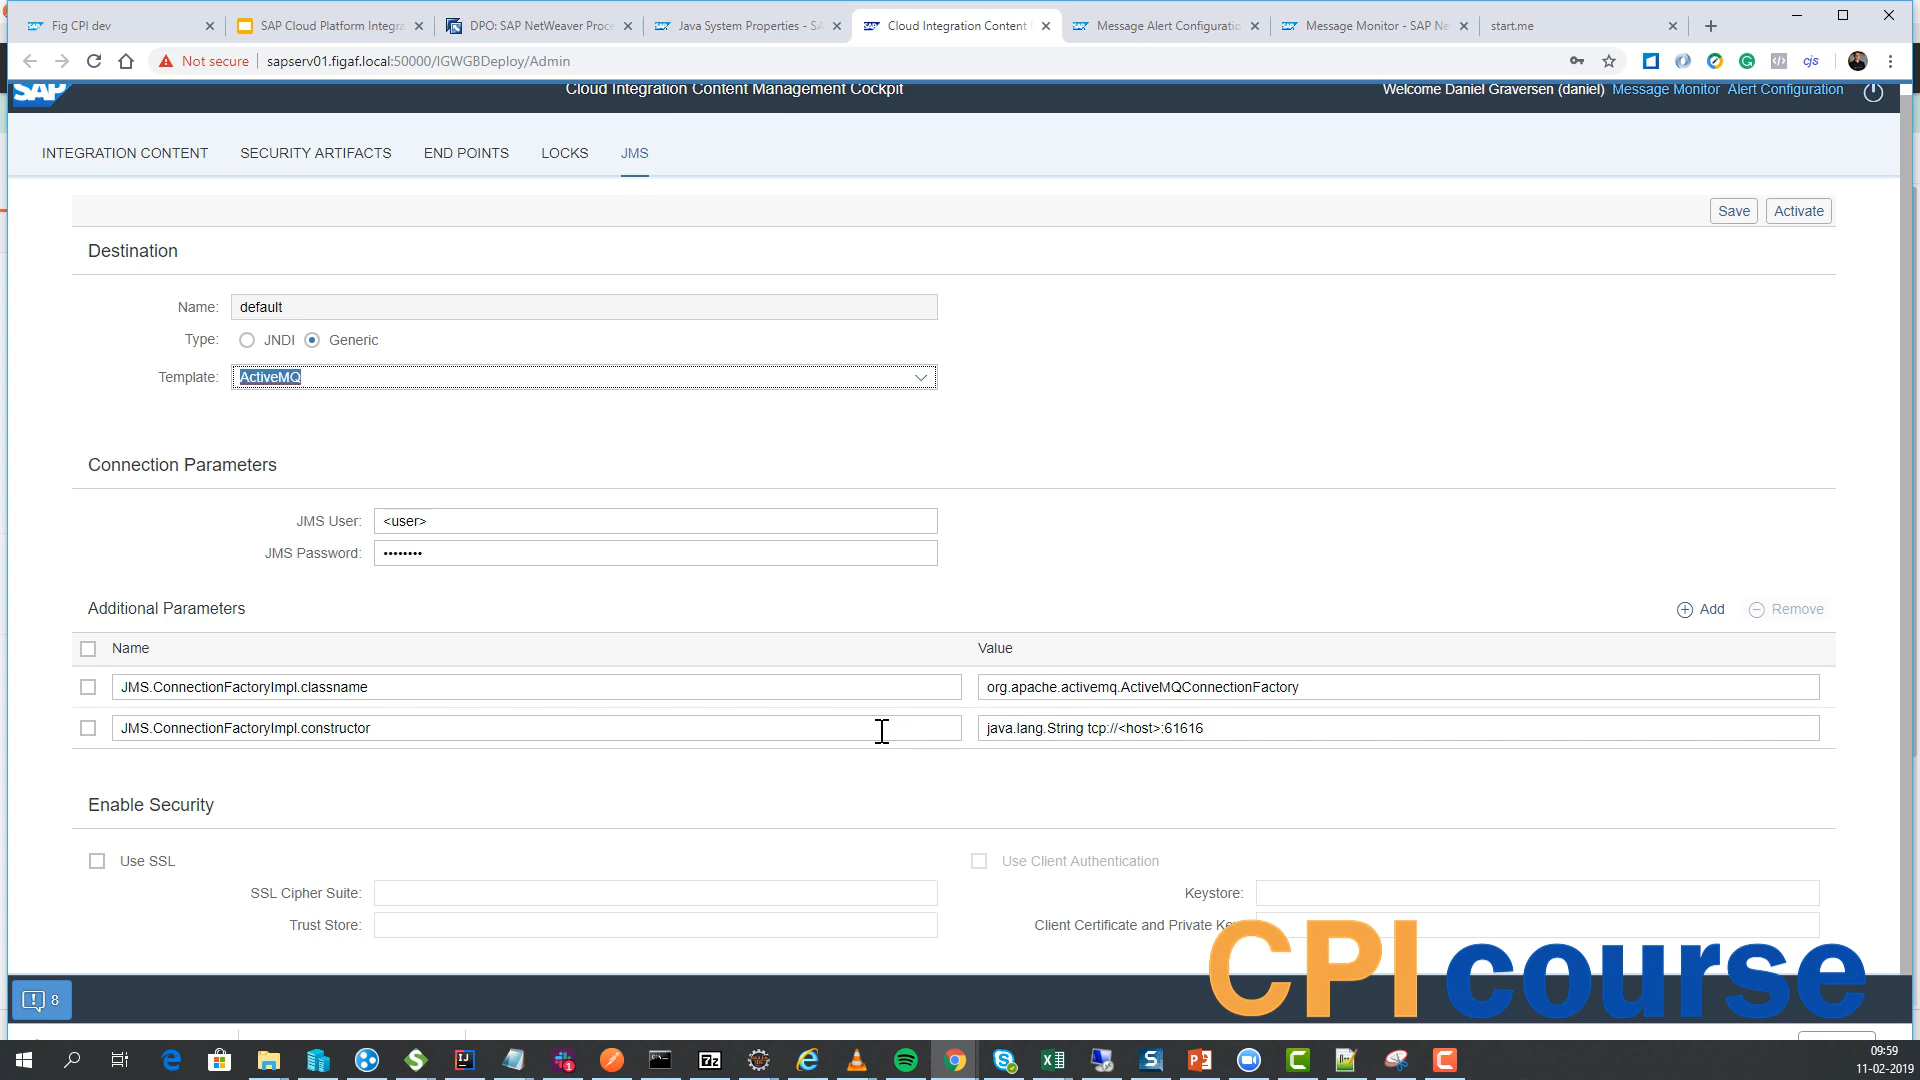 Fig CPI dev
SAP Cloud Platform Integra
DPO: SAP NetWeaver Proce
Java System Properties - SA
Cloud Integration Content M
Message Alert Configuratio
Message Monitor - SAP Ne
start.me
Not secure
sapserv01.figaf.local:50000/IGWGBDeploy/Admin
cjs
SAP
Cloud Integration Content Management Cockpit
Welcome Daniel Graversen (daniel) Message Monitor Alert Configuration
INTEGRATION CONTENT SECURITY ARTIFACTS END POINTS LOCKS JMS
Save Activate
Destination
Name: default
Type: JNDI Generic
Template: ActiveMQ
Connection Parameters
JMS User: <user>
JMS Password: ••••••••
Additional Parameters
Add Remove
Name Value
JMS.ConnectionFactoryImpl.classname org.apache.activemq.ActiveMQConnectionFactory
JMS.ConnectionFactoryImpl.constructor java.lang.String tcp://<host>:61616
Enable Security
Use SSL Use Client Authentication
SSL Cipher Suite: Keystore:
Trust Store: Client Certificate and Private Ke
CPI course
8
09:59
11-02-2019